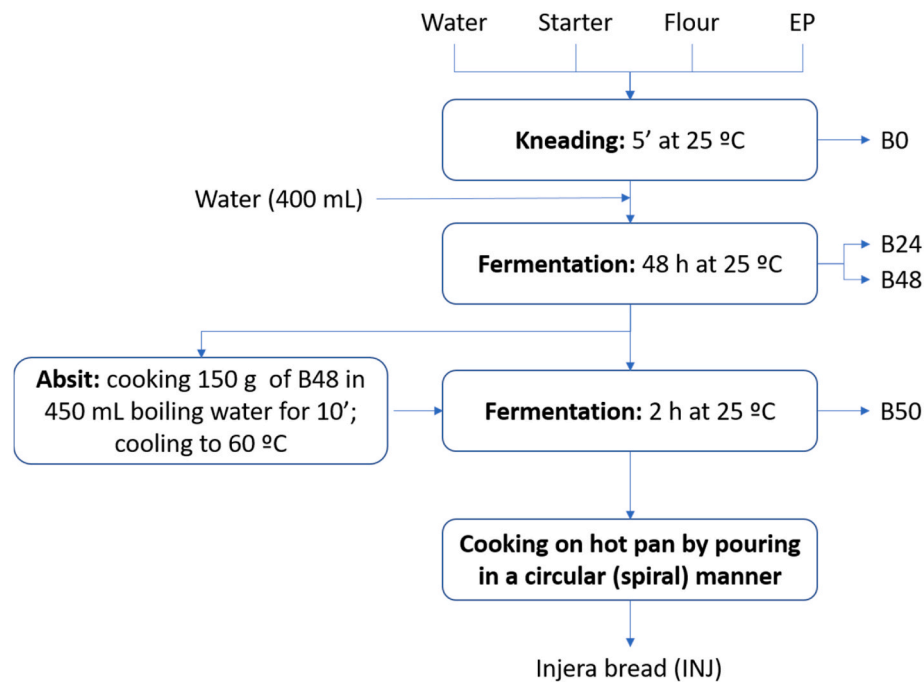 Water Starter Flour EP
Kneading: 5’ at 25 ºC
B0
Water (400 mL)
Fermentation: 48 h at 25 ºC
B24
B48
Absit: cooking 150 g of B48 in
450 mL boiling water for 10’;
cooling to 60 ºC
Fermentation: 2 h at 25 ºC
B50
Cooking on hot pan by pouring
in a circular (spiral) manner
Injera bread (INJ)